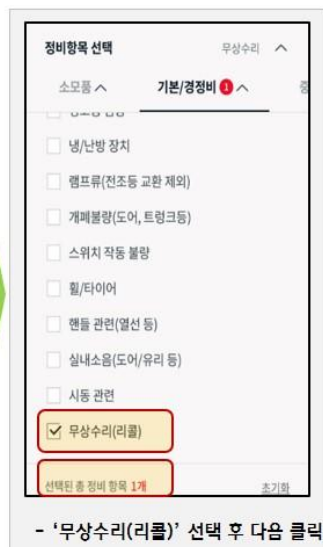 정비항목 선택 무상수리
소모품 기본/경정비 1 중
냉/난방 장치
램프류(전조등 교환 제외)
개폐불량(도어, 트렁크등)
스위치 작동 불량
휠/타이어
핸들 관련(열선 등)
실내소음(도어/유리 등)
시동 관련
무상수리(리콜)
선택된 총 정비 항목 1개 초기화
- ‘무상수리(리콜)’ 선택 후 다음 클릭